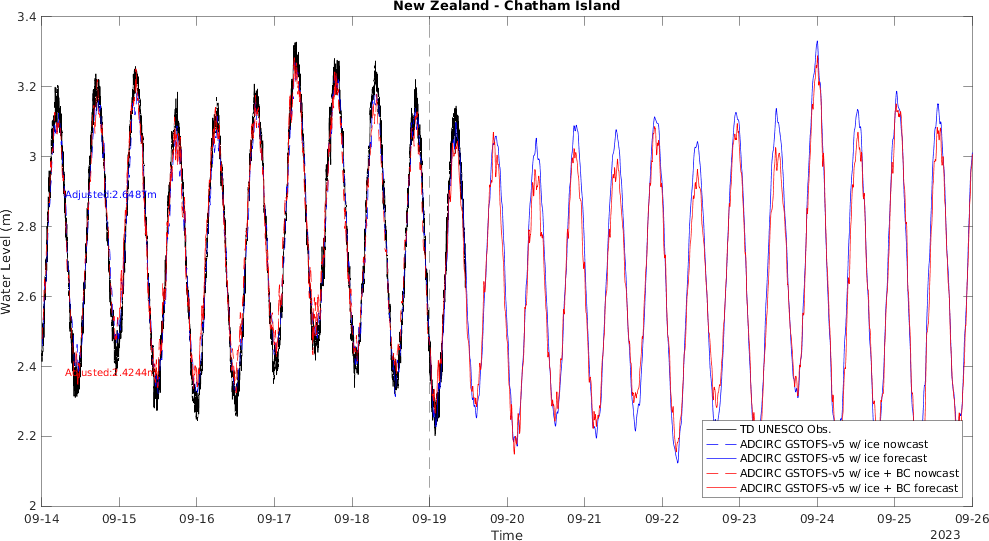 New Zealand - Chatham Island
3.4
3.2
3
2.8
2.6
2.4
2.2
2
Water Level (m)
Adjusted:2.6487m
Adjusted:2.4244m
TD UNESCO Obs.
ADCIRC GSTOFS-v5 w/ ice nowcast
ADCIRC GSTOFS-v5 w/ ice forecast
ADCIRC GSTOFS-v5 w/ ice + BC nowcast
ADCIRC GSTOFS-v5 w/ ice + BC forecast
09-14 09-15 09-16 09-17 09-18 09-19 09-20 09-21 09-22 09-23 09-24 09-25 09-26
Time
2023